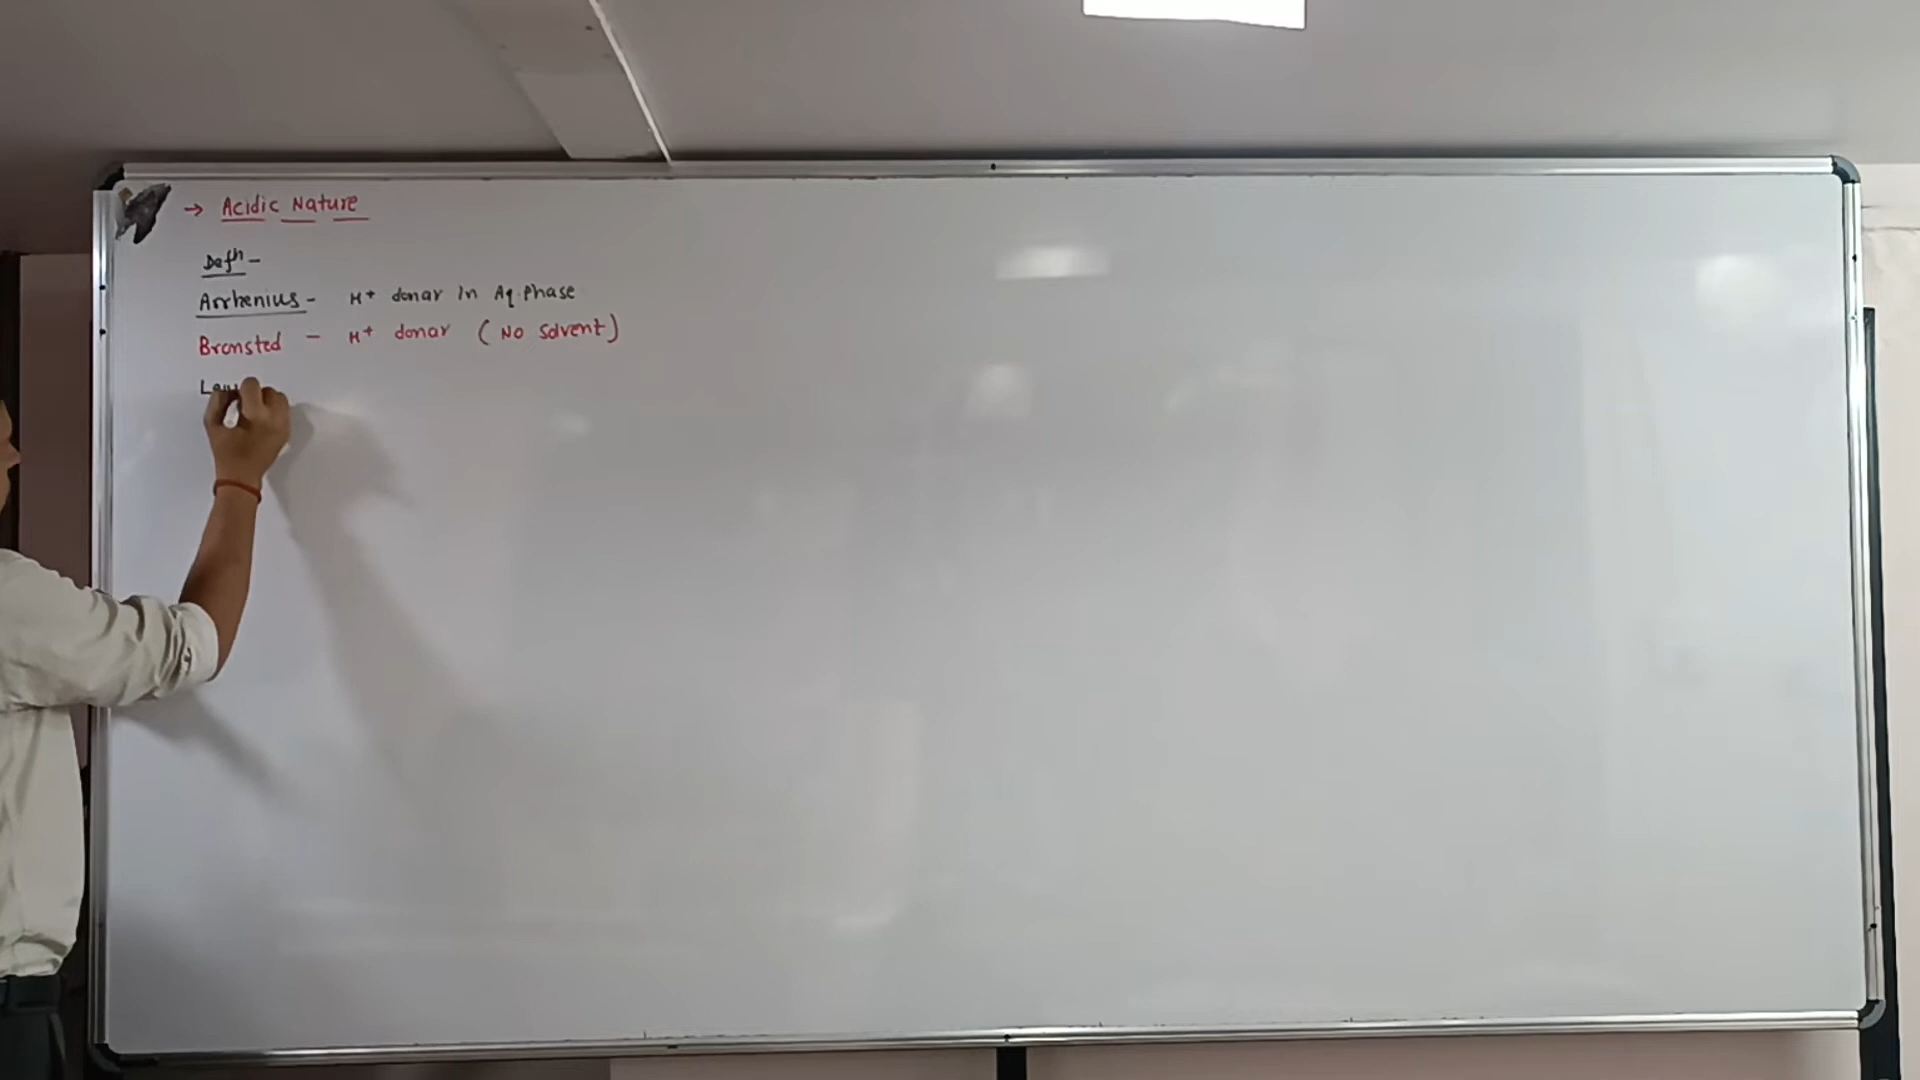 → Acidic Nature
Defn -
Arrhenius - H+ donar in Aq. Phase
Bronsted - H+ donar (No Solvent)